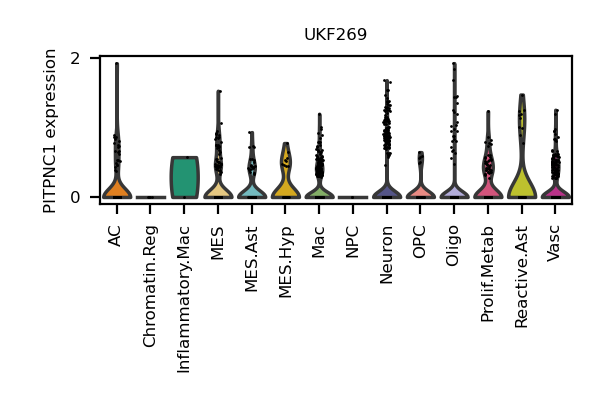 UKF269
PITPNC1 expression
2
0
AC
Chromatin.Reg
Inflammatory.Mac
MES
MES.Ast
MES.Hyp
Mac
NPC
Neuron
OPC
Oligo
Prolif.Metab
Reactive.Ast
Vasc